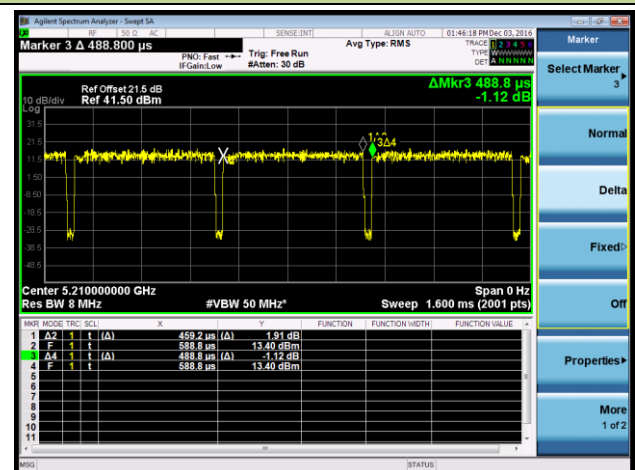 Agilent Spectrum Analyzer - Swept SA
RF 50 Ω AC SENSE:INT ALIGN AUTO 01:46:18 PM Dec 03, 2016
Marker 3 Δ 488.800 µs
PNO: Fast
IFGain:Low
Trig: Free Run
#Atten: 30 dB
Avg Type: RMS
TRACE 1 2 3 4 5 6
TYPE WWWWWW
DET A N N N N N
Ref Offset 21.5 dB
10 dB/div Ref 41.50 dBm
Log
ΔMkr3 488.8 µs
-1.12 dB
31.5
21.5
11.5
1.50
-8.50
-18.5
-28.5
-38.5
-48.5
3Δ4
Center 5.210000000 GHz Span 0 Hz
Res BW 8 MHz #VBW 50 MHz* Sweep 1.600 ms (2001 pts)
MKR MODE TRC SCL X Y FUNCTION FUNCTION WIDTH FUNCTION VALUE
1 Δ2 1 t (Δ) 459.2 µs (Δ) 1.91 dB
2 F 1 t 588.8 µs 13.40 dBm
3 Δ4 1 t (Δ) 488.8 µs (Δ) -1.12 dB
4 F 1 t 588.8 µs 13.40 dBm
5
6
7
8
9
10
11
MSG STATUS
Marker
Select Marker
3
Normal
Delta
Fixed
Off
Properties
More
1 of 2